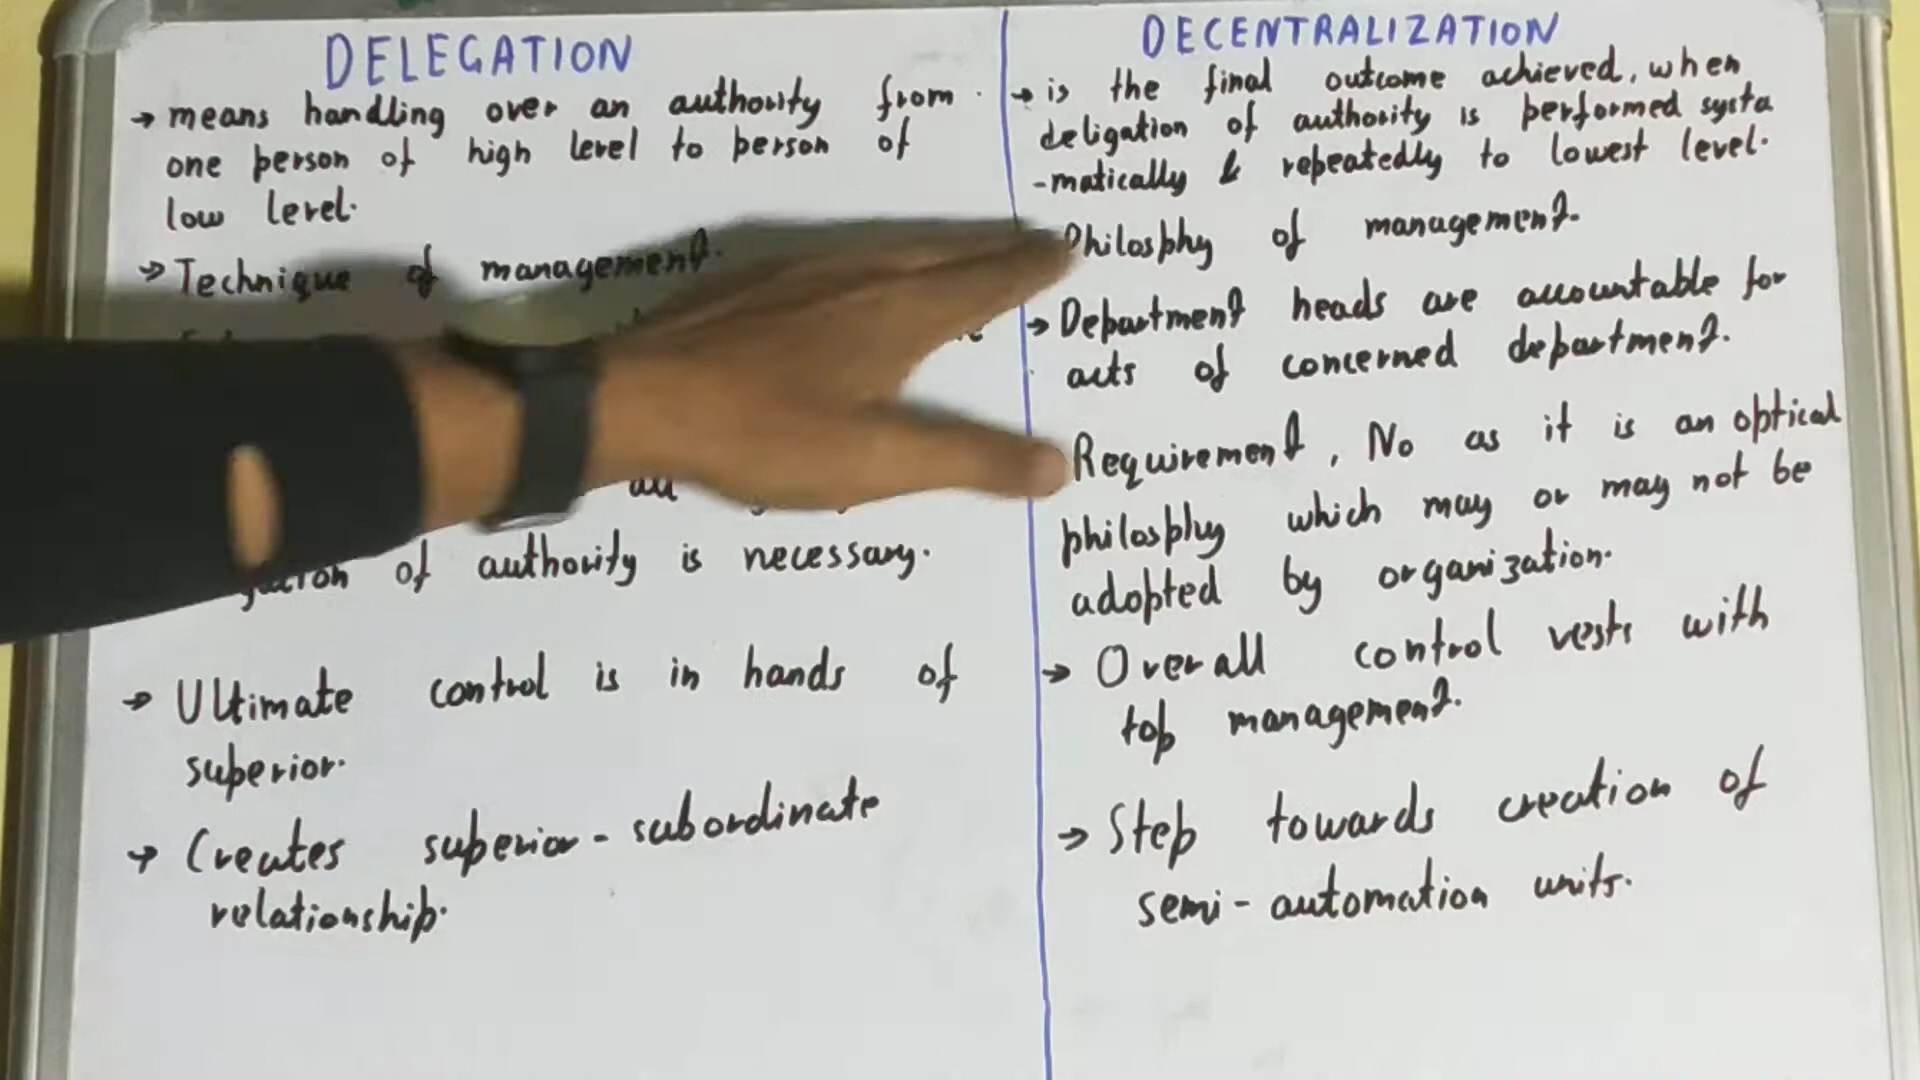 DELEGATION
→ means handling over an authority from
one person of high level to person of
low level.
→ Technique of management.
of authority is necessary.
→ Ultimate control is in hands of
superior.
→ Creates superior-subordinate
relationship.
DECENTRALIZATION
→ is the final outcome achieved, when
deligation of authority is performed systa
-matically & repeatedly to lowest level.
Philosphy of management.
→ Department heads are accountable for
acts of concerned department.
Requirement, No as it is an optical
philosphy which may or may not be
adopted by organization.
→ Overall control vests with
top management.
→ Step towards creation of
semi-automation units.